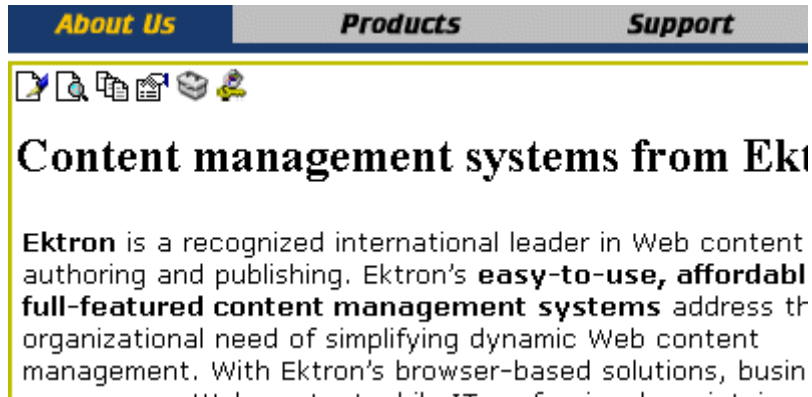 About Us Products Support
Content management systems from Ekt
Ektron is a recognized international leader in Web content
authoring and publishing. Ektron's easy-to-use, affordabl
full-featured content management systems address th
organizational need of simplifying dynamic Web content
management. With Ektron's browser-based solutions, busin